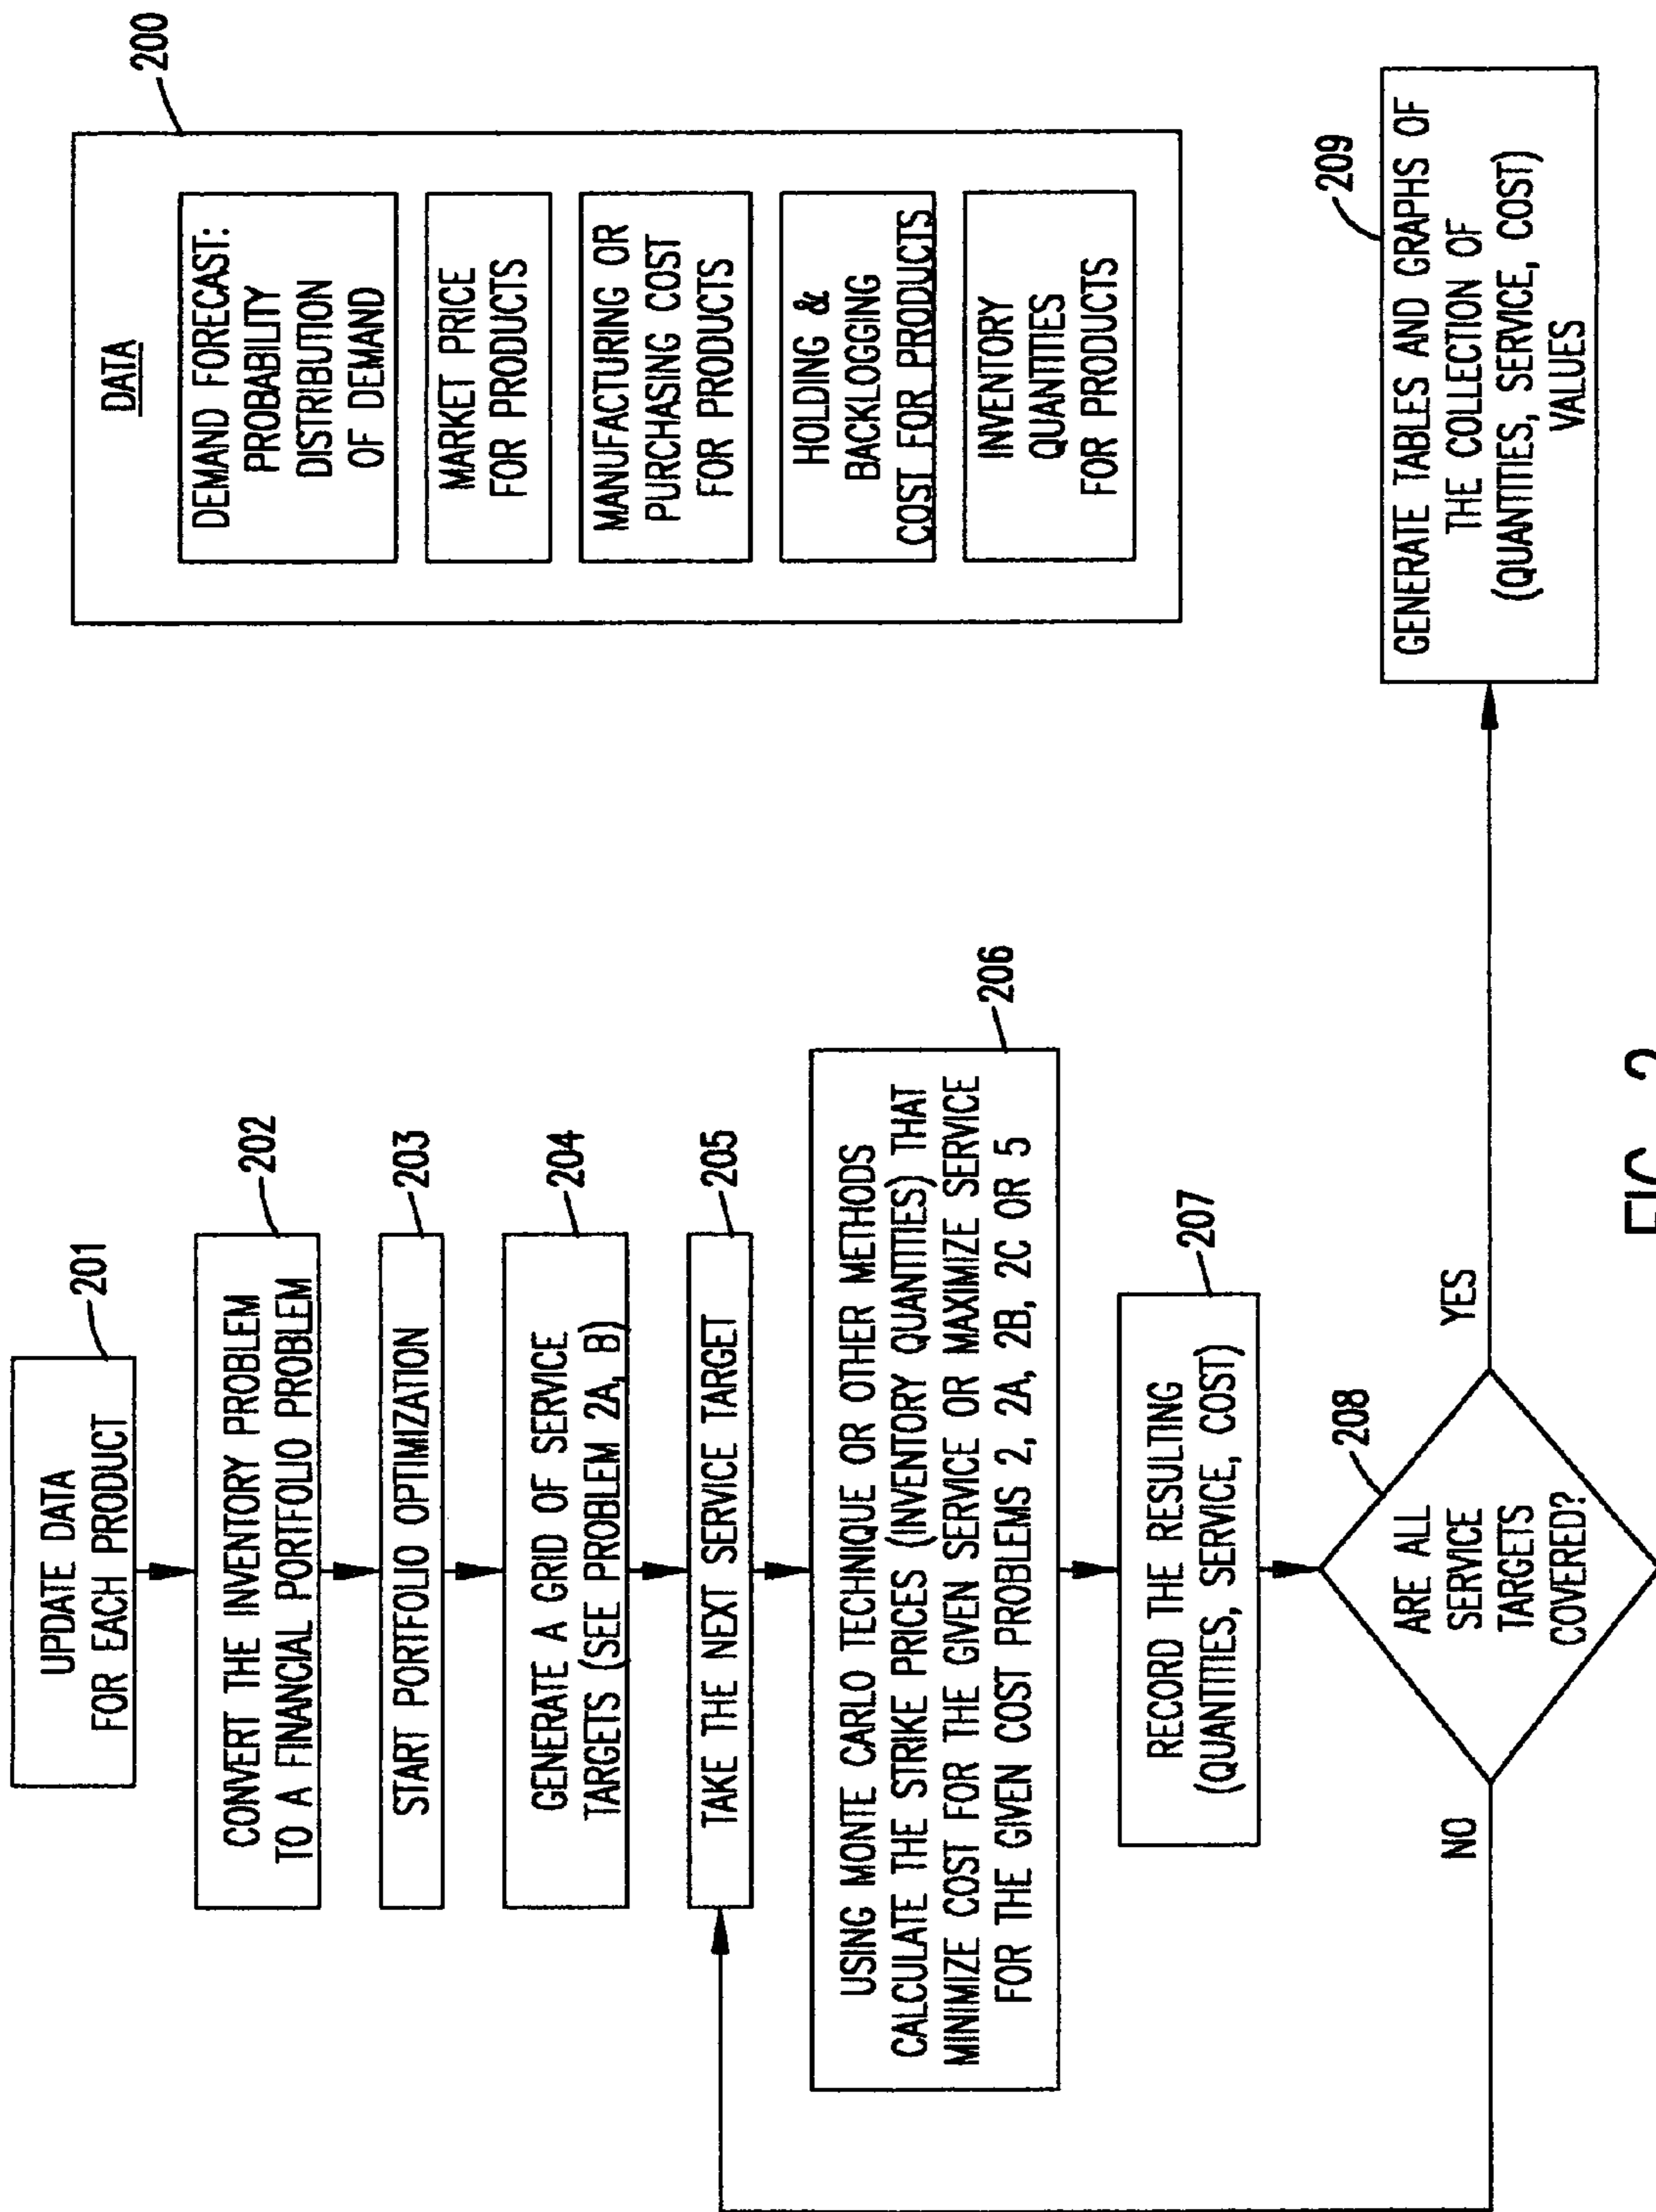 201
UPDATE DATA
FOR EACH PRODUCT
202
CONVERT THE INVENTORY PROBLEM
TO A FINANCIAL PORTFOLIO PROBLEM
203
START PORTFOLIO OPTIMIZATION
204
GENERATE A GRID OF SERVICE
TARGETS (SEE PROBLEM 2A, B)
205
TAKE THE NEXT SERVICE TARGET
206
USING MONTE CARLO TECHNIQUE OR OTHER METHODS
CALCULATE THE STRIKE PRICES (INVENTORY QUANTITIES) THAT
MINIMIZE COST FOR THE GIVEN SERVICE OR MAXIMIZE SERVICE
FOR THE GIVEN COST PROBLEMS 2, 2A, 2B, 2C OR 5
207
RECORD THE RESULTING
(QUANTITIES, SERVICE, COST)
208
ARE ALL
SERVICE
TARGETS
COVERED?
NO
YES
200
DATA
DEMAND FORECAST:
PROBABILITY
DISTRIBUTION
OF DEMAND
MARKET PRICE
FOR PRODUCTS
MANUFACTURING OR
PURCHASING COST
FOR PRODUCTS
HOLDING &
BACKLOGGING
COST FOR PRODUCTS
INVENTORY
QUANTITIES
FOR PRODUCTS
209
GENERATE TABLES AND GRAPHS OF
THE COLLECTION OF
(QUANTITIES, SERVICE, COST)
VALUES